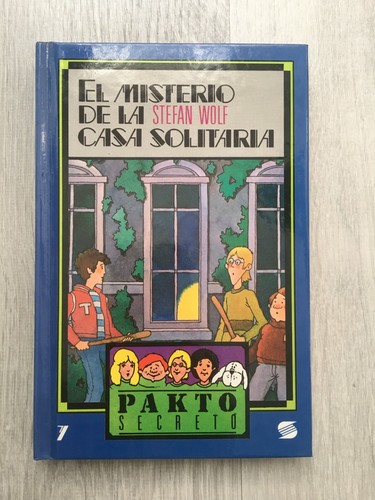 EL MISTERIO
DE LA STEFAN WOLF
CASA SOLITARIA
T
PAKTO
SECRETO
7
S